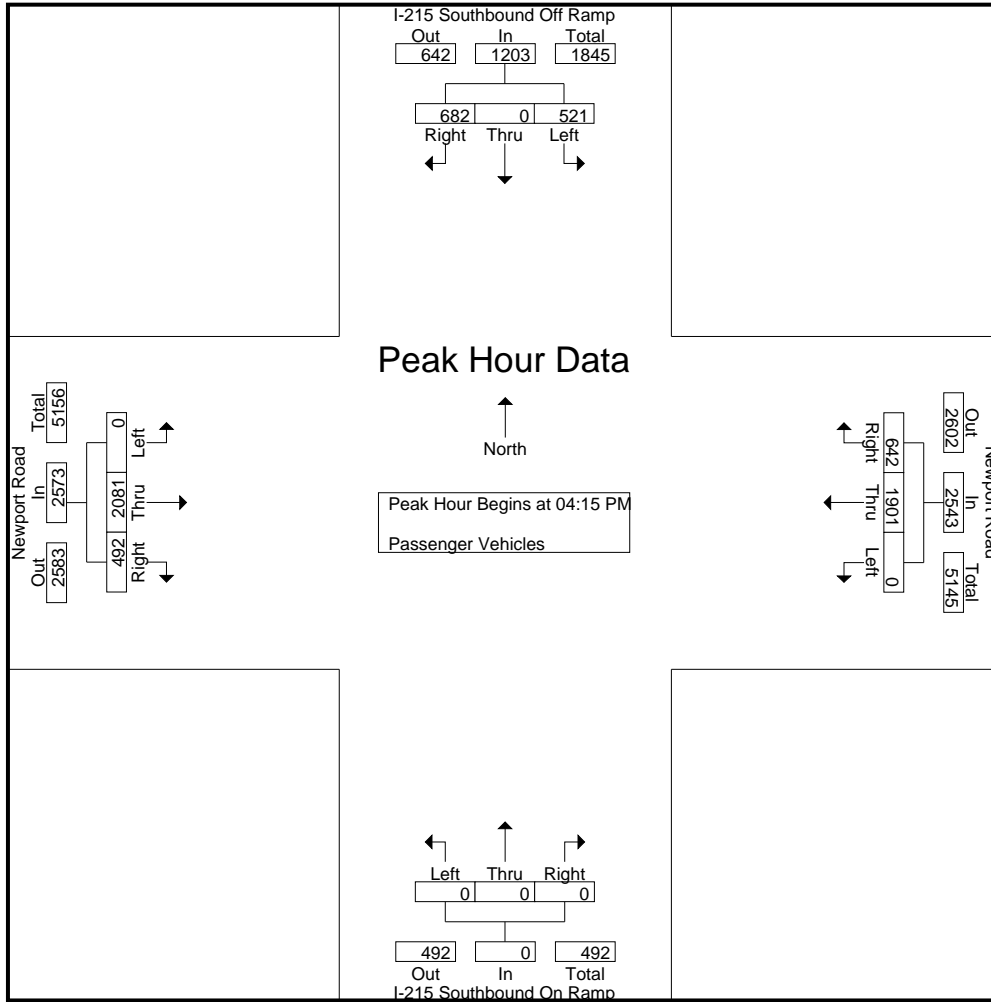 I-215 Southbound Off Ramp
Out In Total
642 1203 1845
682 0 521
Right Thru Left
Peak Hour Data
North
Peak Hour Begins at 04:15 PM
Passenger Vehicles
Newport Road
Out In Total
2583 2573 5156
Left Thru Right
0 2081 492
Newport Road
Out In Total
2602 2543 5145
Right Thru Left
642 1901 0
Left Thru Right
0 0 0
492 0 492
Out In Total
I-215 Southbound On Ramp